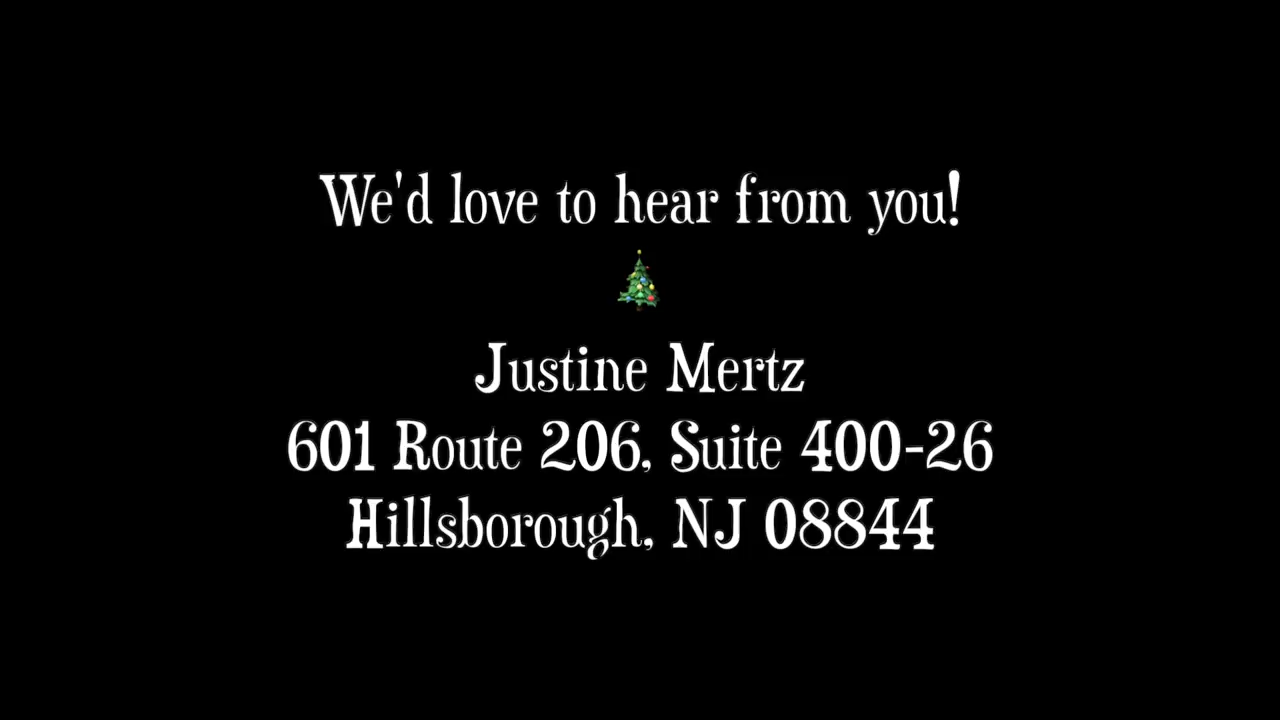 We'd love to hear from you!
Justine Mertz
601 Route 206, Suite 400-26
Hillsborough, NJ 08844